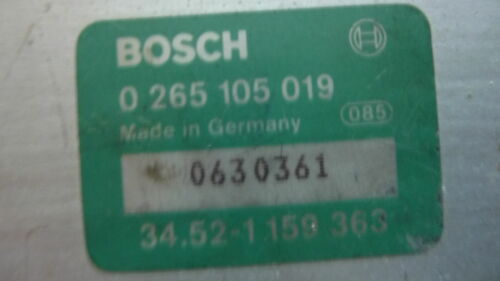 BOSCH
0 265 105 019
Made in Germany 085
0630361
34.52-1 159 363